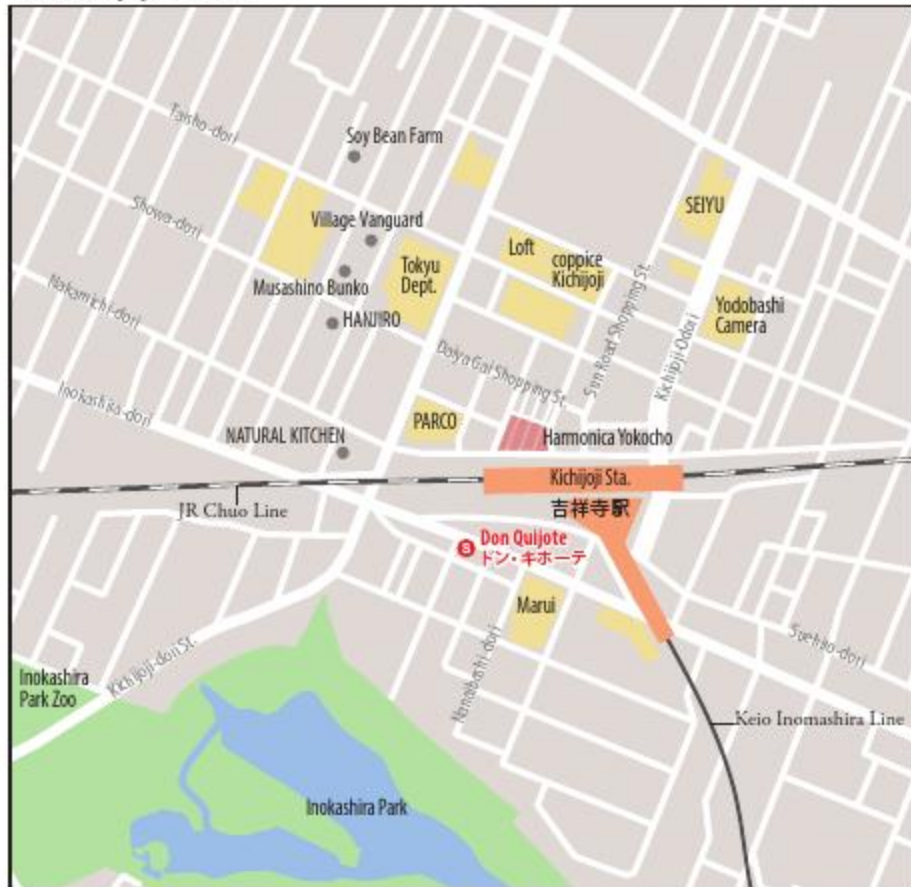 Taisho-dori
Soy Bean Farm
Showa-dori
Village Vanguard
SEIYU
Loft
coppice
Kichijoji
Tokyu
Dept.
Musashino Bunko
HANJIRO
Nakamichi-dori
Sun Road Shopping St.
Yodobashi
Camera
Kichijoji-Odori
Daiya Gai Shopping St.
Inokashira-dori
PARCO
NATURAL KITCHEN
Harmonica Yokocho
Kichijoji Sta.
吉祥寺駅
JR Chuo Line
S
Don Quijote
ドン・キホーテ
Marui
Suehiro-dori
Kichijoji-dori St.
Nanaibashi-dori
Inokashira
Park Zoo
Keio Inomashira Line
Inokashira Park